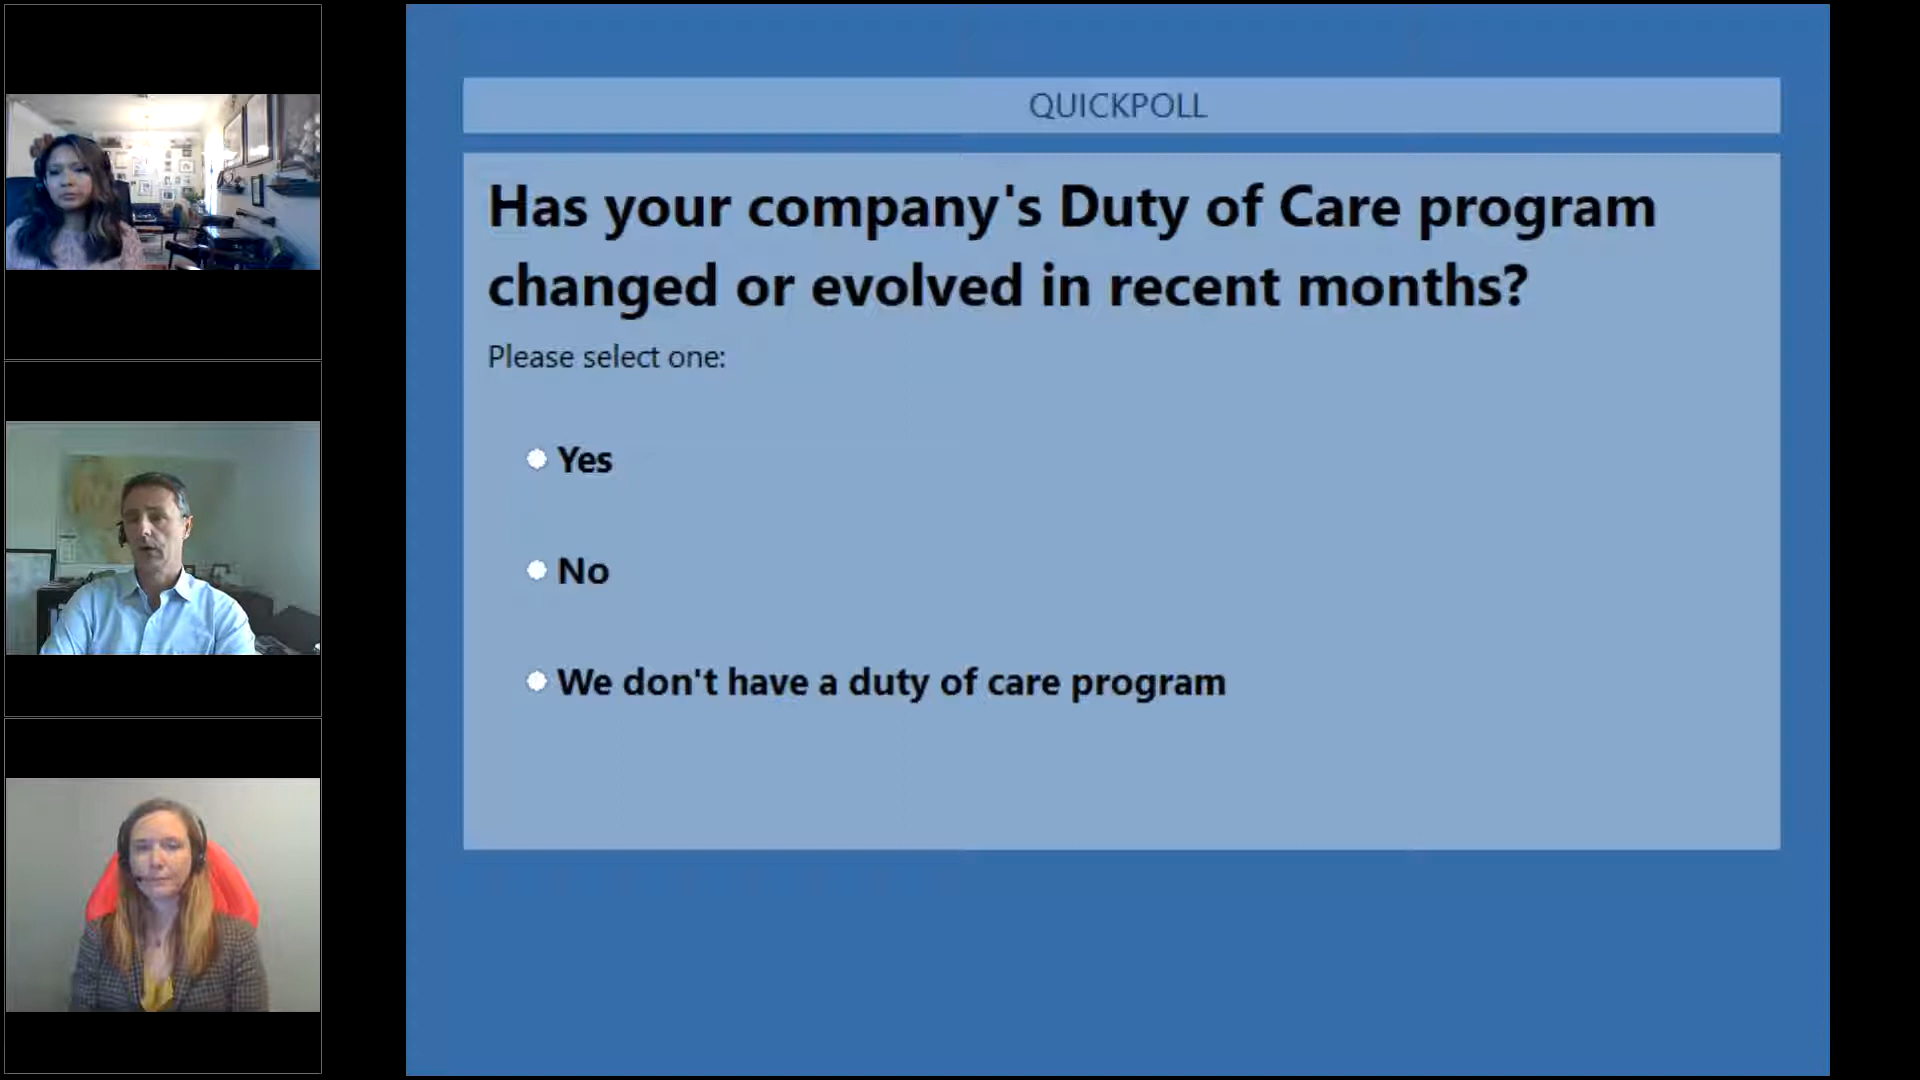 QUICKPOLL
Has your company's Duty of Care program
changed or evolved in recent months?
Please select one:
Yes
No
We don't have a duty of care program